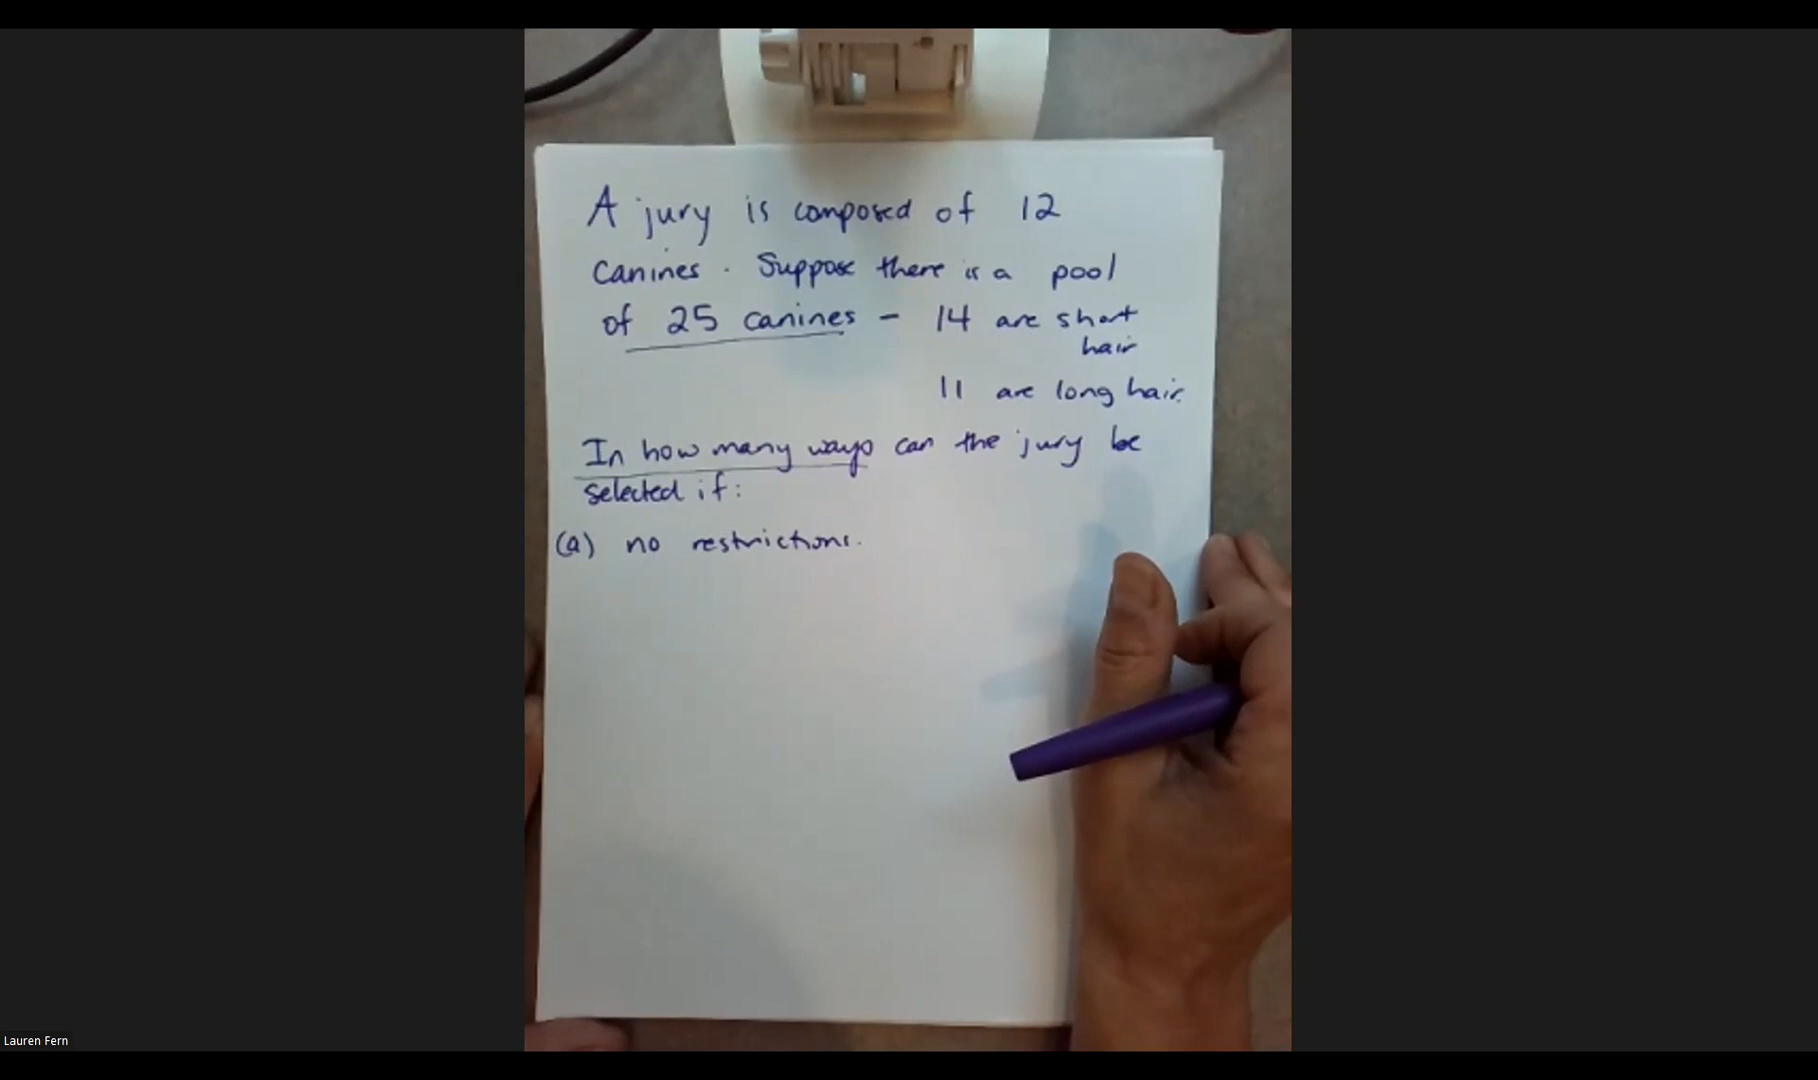 A jury is composed of 12
canines. Suppose there is a pool
of 25 canines - 14 are short
hair
11 are long hair.
In how many ways can the jury be
selected if:
(a) no restrictions.
Lauren Fern